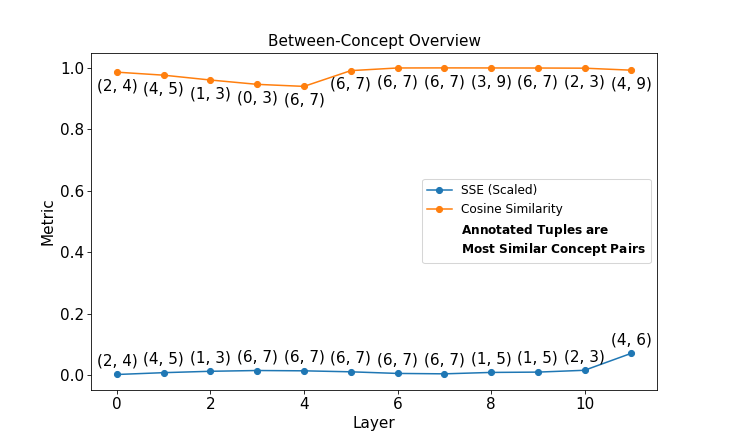 Between-Concept Overview
1.0
(2, 4) (4, 5) (1, 3) (0, 3) (6, 7) (6, 7) (6, 7) (6, 7) (3, 9) (6, 7) (2, 3) (4, 9)
0.8
SSE (Scaled)
0.6
Cosine Similarity
Metric
Annotated Tuples are
Most Similar Concept Pairs
0.4
0.2
(2, 4) (4, 5) (1, 3) (6, 7) (6, 7) (6, 7) (6, 7) (6, 7) (1, 5) (1, 5) (2, 3) (4, 6)
0.0
0 2 4 6 8 10
Layer